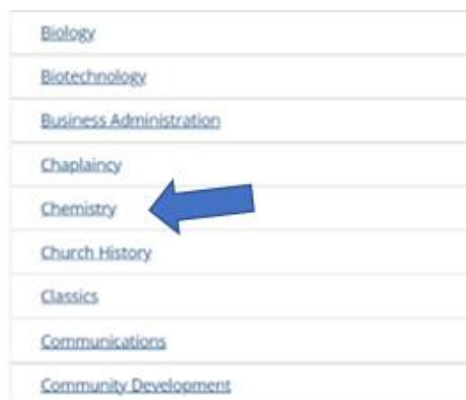 Biology
Biotechnology
Business Administration
Chaplaincy
Chemistry
Church History
Classics
Communications
Community Development